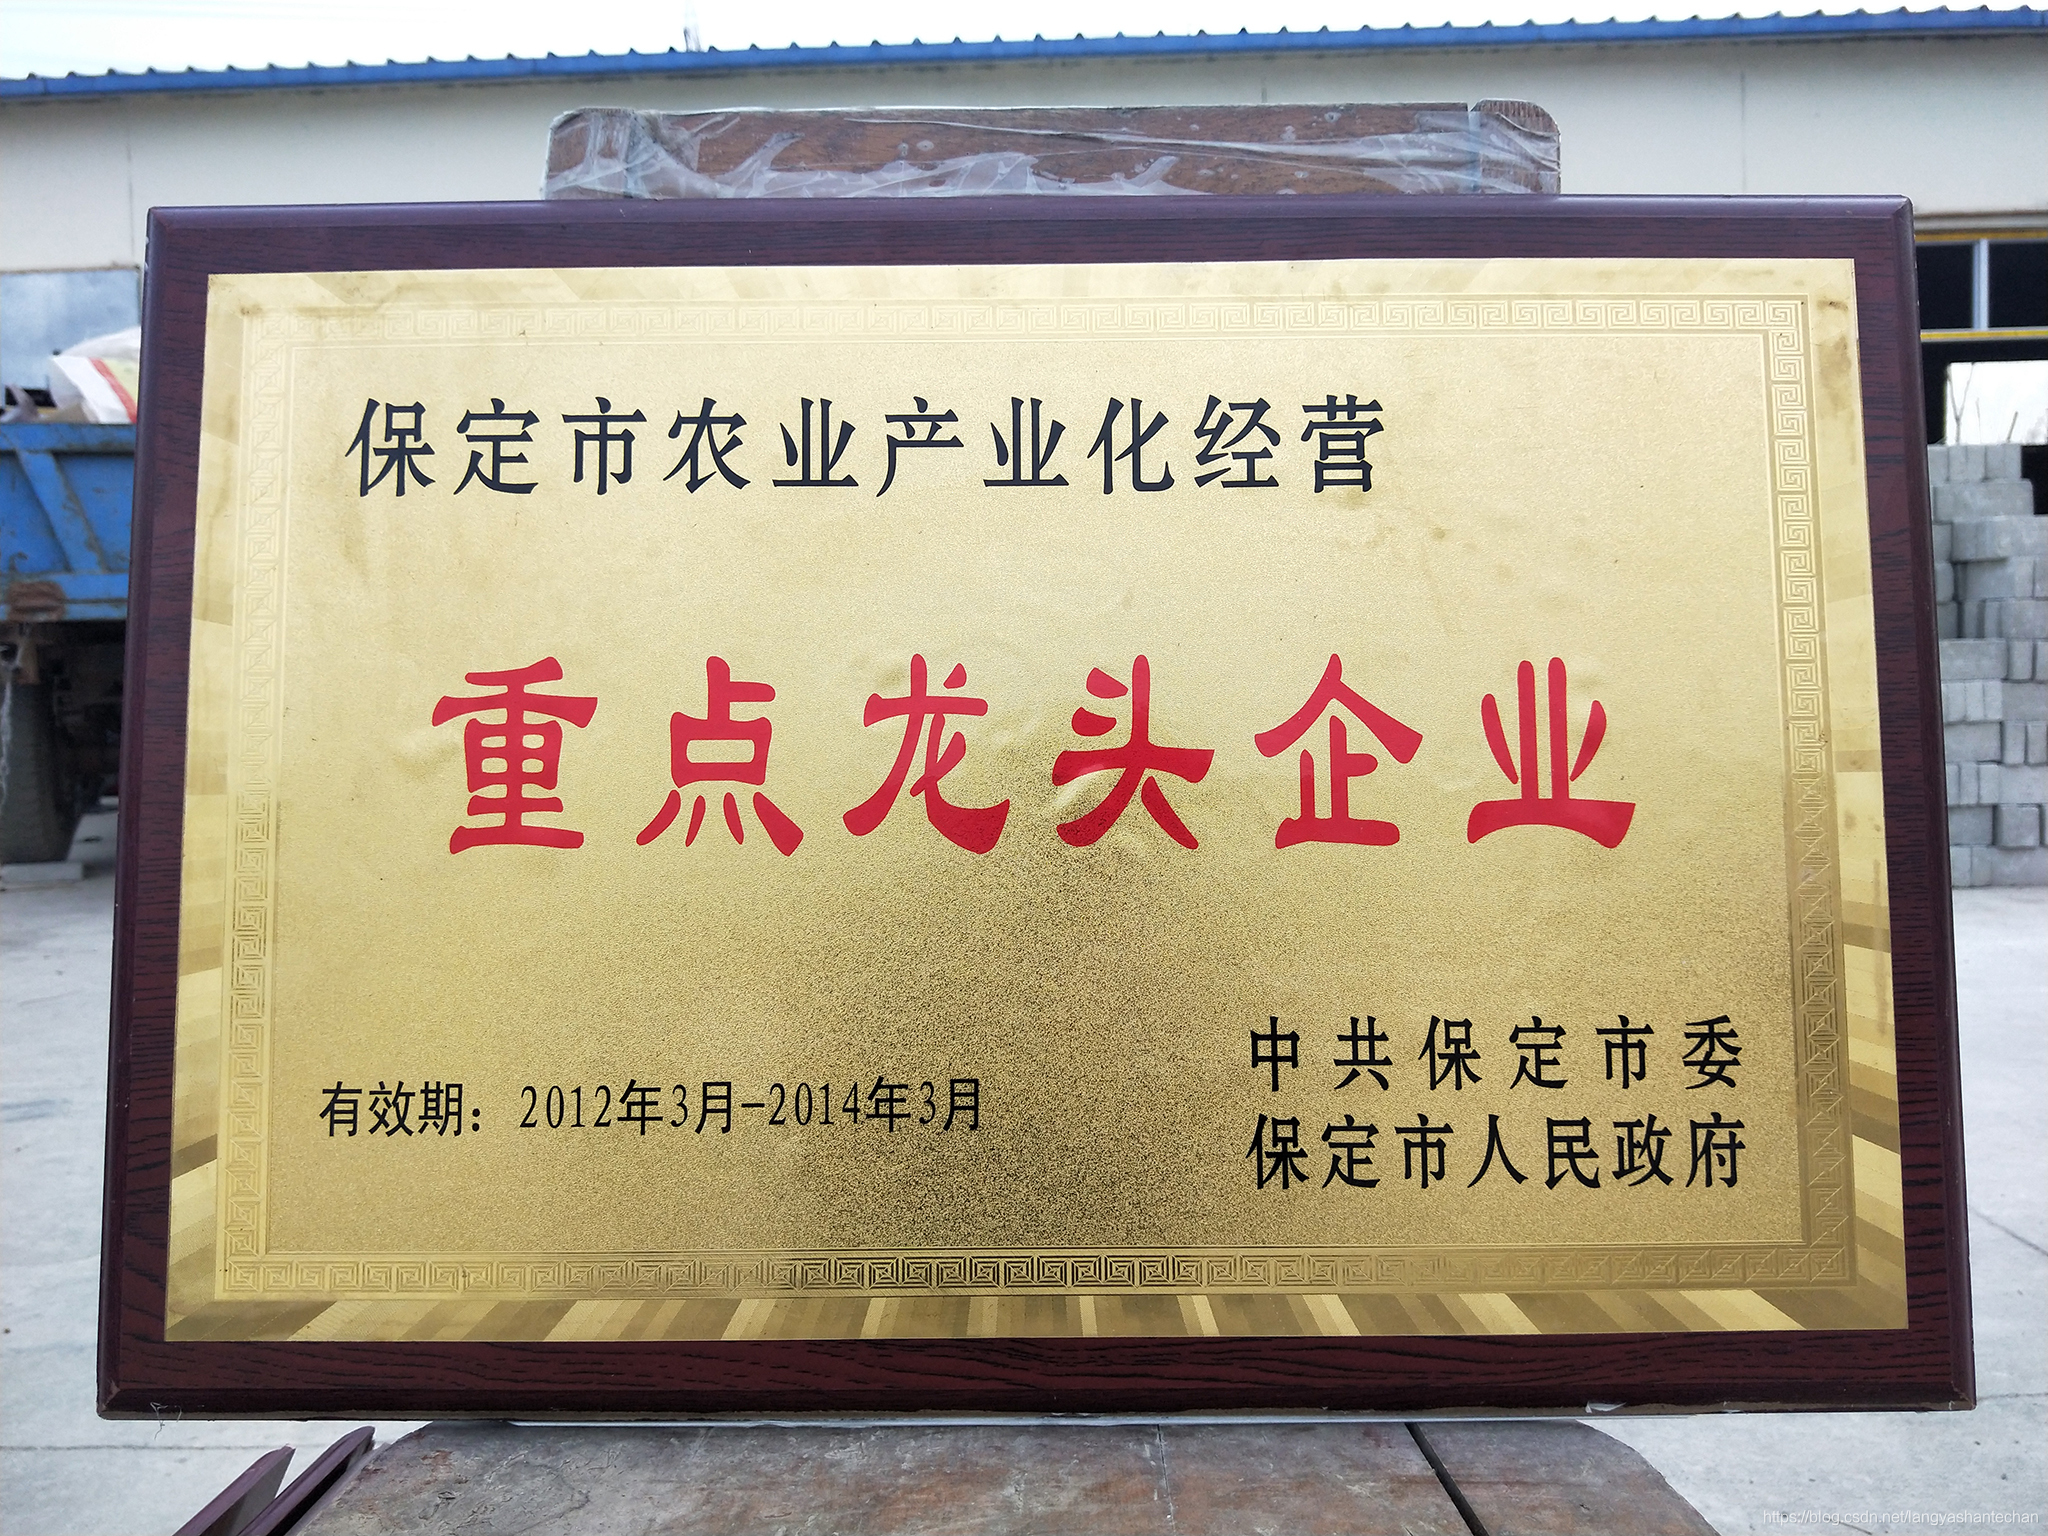 保定市农业产业化经营
重点龙头企业
有效期：2012年3月-2014年3月
中共保定市委
保定市人民政府
https://blog.csdn.net/langyashantechan